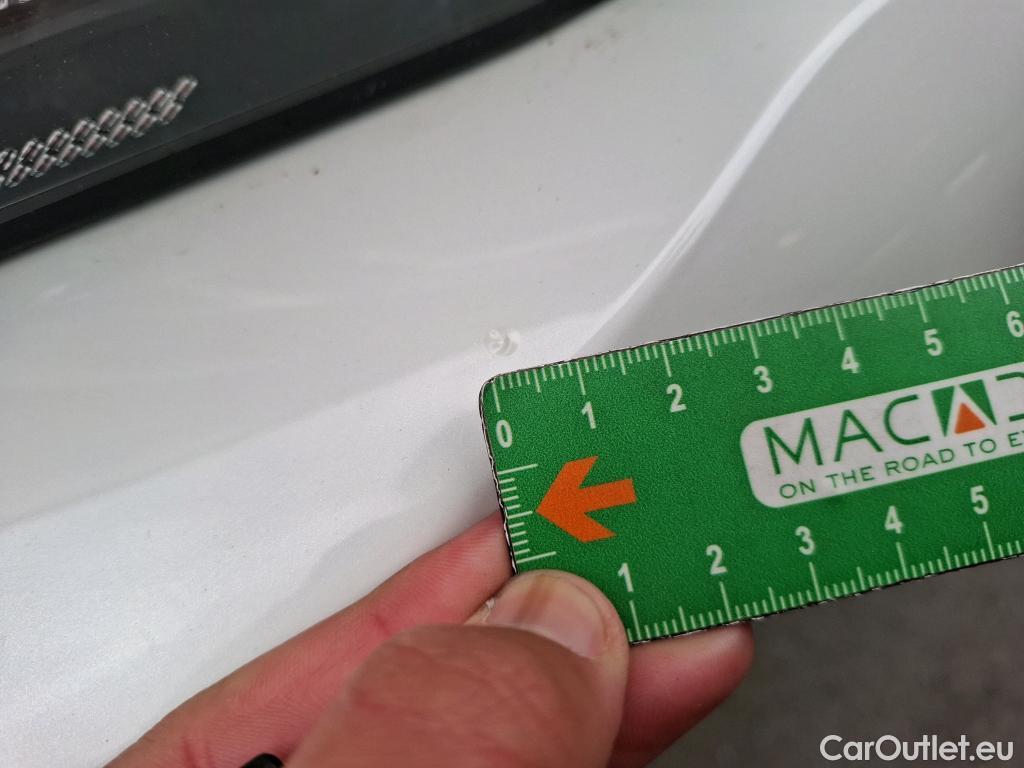 0 1 2 3 4 5 6
MAC
ON THE ROAD TO
1 2 3 4 5
CarOutlet.eu